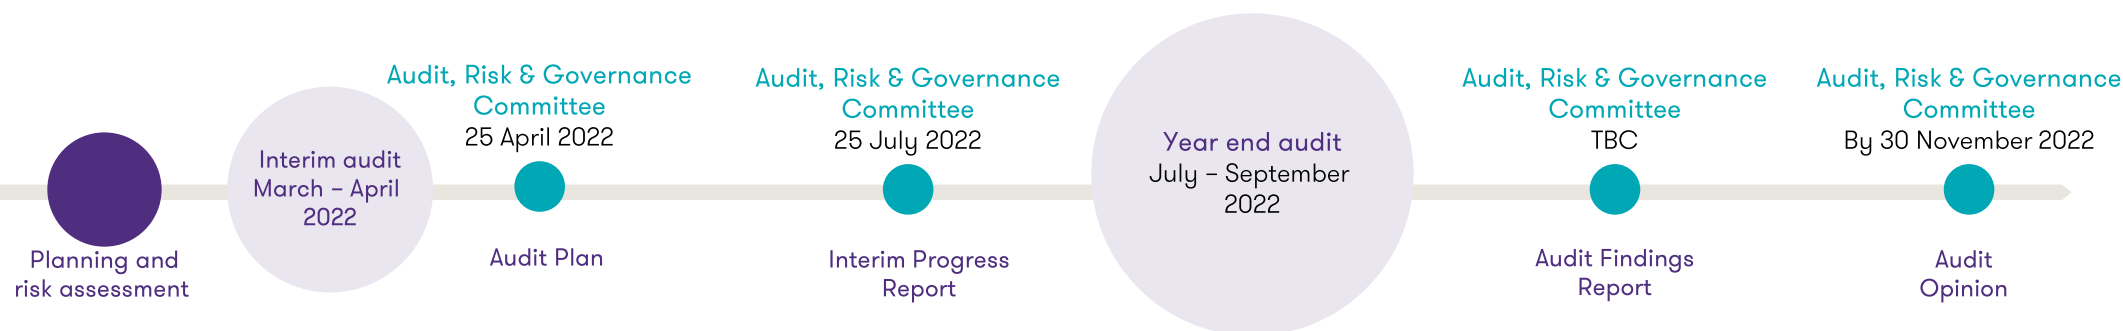 Planning and
risk assessment
Interim audit
March – April
2022
Audit, Risk & Governance
Committee
25 April 2022
Audit Plan
Audit, Risk & Governance
Committee
25 July 2022
Interim Progress
Report
Year end audit
July – September
2022
Audit, Risk & Governance
Committee
TBC
Audit Findings
Report
Audit, Risk & Governance
Committee
By 30 November 2022
Audit
Opinion